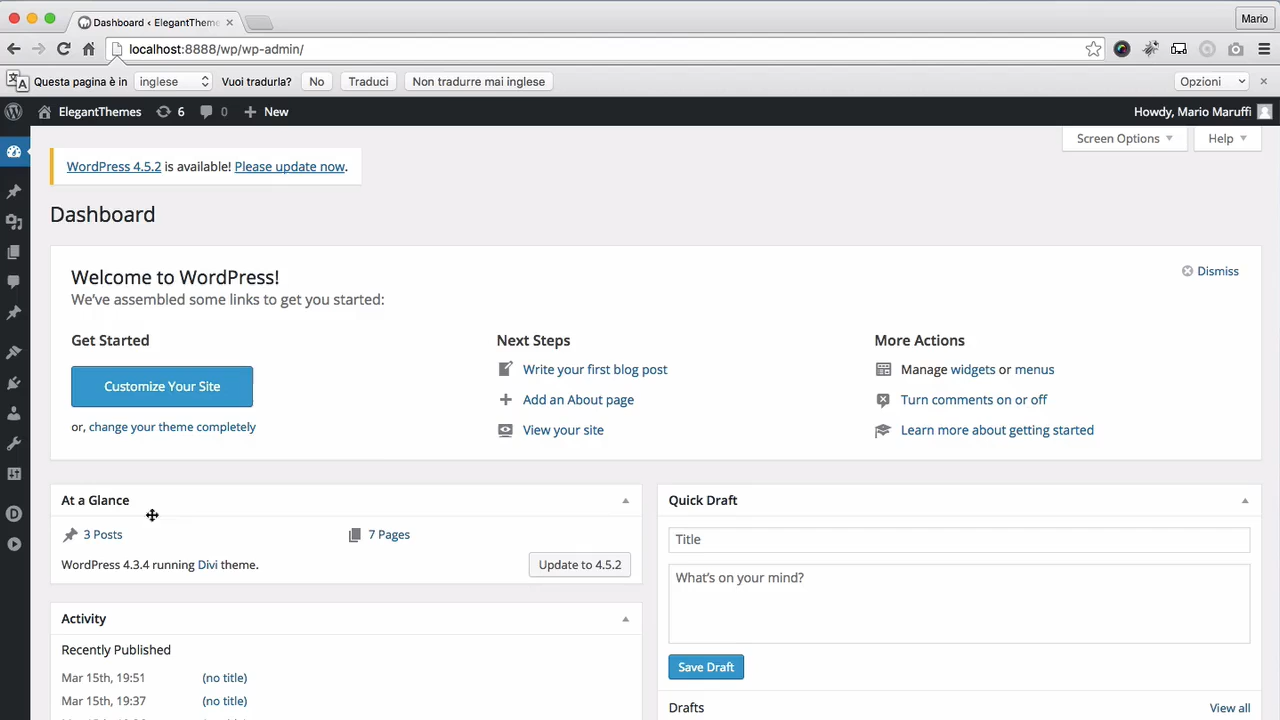 Dashboard ‹ ElegantTheme
Mario
localhost:8888/wp/wp-admin/
Questa pagina è in inglese Vuoi tradurla? No Traduci Non tradurre mai inglese Opzioni
ElegantThemes 6 0 New Howdy, Mario Maruffi
Screen Options Help
WordPress 4.5.2 is available! Please update now.
Dashboard
Welcome to WordPress!
Dismiss
We've assembled some links to get you started:
Get Started Next Steps More Actions
Customize Your Site Write your first blog post Manage widgets or menus
Add an About page Turn comments on or off
or, change your theme completely View your site Learn more about getting started
At a Glance Quick Draft
3 Posts 7 Pages Title
WordPress 4.3.4 running Divi theme. Update to 4.5.2 What's on your mind?
Activity
Recently Published
Save Draft
Mar 15th, 19:51 (no title)
Mar 15th, 19:37 (no title)
Drafts View all